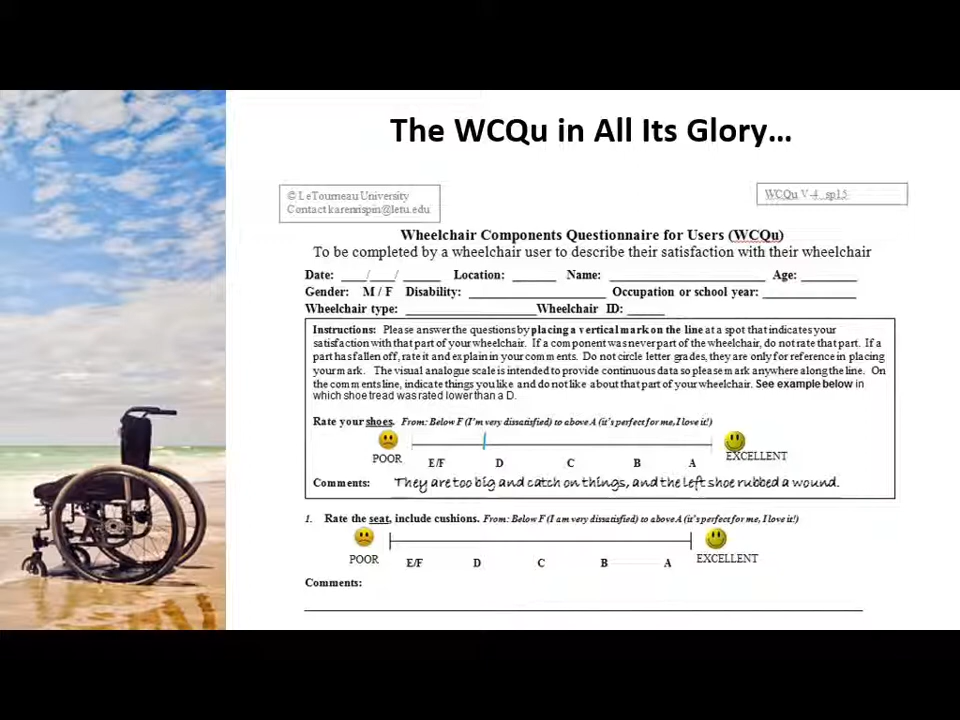 The WCQu in All Its Glory...
© LeTourneau University
Contact karenrispin@letu.edu
WCQu V-4_sp15
Wheelchair Components Questionnaire for Users (WCQu)
To be completed by a wheelchair user to describe their satisfaction with their wheelchair
Date: ___/___/_____ Location: ______ Name: ____________________ Age: _______
Gender: M / F Disability: __________________ Occupation or school year: ____________
Wheelchair type: _________________Wheelchair ID: _____
Instructions: Please answer the questions by placing a vertical mark on the line at a spot that indicates your
satisfaction with that part of your wheelchair. If a component was never part of the wheelchair, do not rate that part. If a
part has fallen off, rate it and explain in your comments. Do not circle letter grades, they are only for reference in placing
your mark. The visual analogue scale is intended to provide continuous data so please mark anywhere along the line. On
the comments line, indicate things you like and do not like about that part of your wheelchair. See example below in
which shoe tread was rated lower than a D.
Rate your shoes. From: Below F (I'm very dissatisfied) to above A (it's perfect for me, I love it!)
POOR E/F D C B A EXCELLENT
Comments: They are too big and catch on things, and the left shoe rubbed a wound.
1. Rate the seat, include cushions. From: Below F (I am very dissatisfied) to above A (it's perfect for me, I love it!)
POOR E/F D C B A EXCELLENT
Comments: